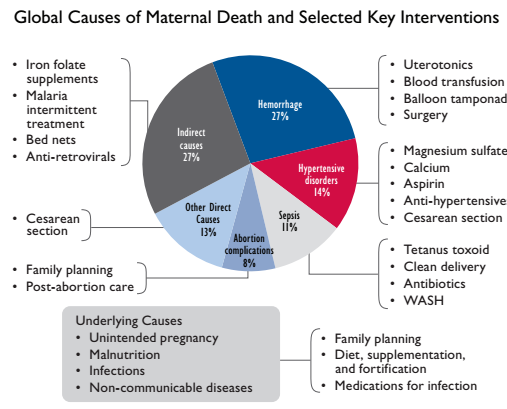 Global Causes of Maternal Death and Selected Key Interventions
• Iron folate
supplements
• Malaria
intermittent
treatment
• Bed nets
• Anti-retrovirals
• Cesarean
section
• Family planning
• Post-abortion care
Hemorrhage
27%
Hypertensive
disorders
14%
Sepsis
11%
Abortion
complications
8%
Other Direct
Causes
13%
Indirect
causes
27%
• Uterotonics
• Blood transfusion
• Balloon tamponad
• Surgery
• Magnesium sulfate
• Calcium
• Aspirin
• Anti-hypertensive
• Cesarean section
• Tetanus toxoid
• Clean delivery
• Antibiotics
• WASH
Underlying Causes
• Unintended pregnancy
• Malnutrition
• Infections
• Non-communicable diseases
• Family planning
• Diet, supplementation,
and fortification
• Medications for infection